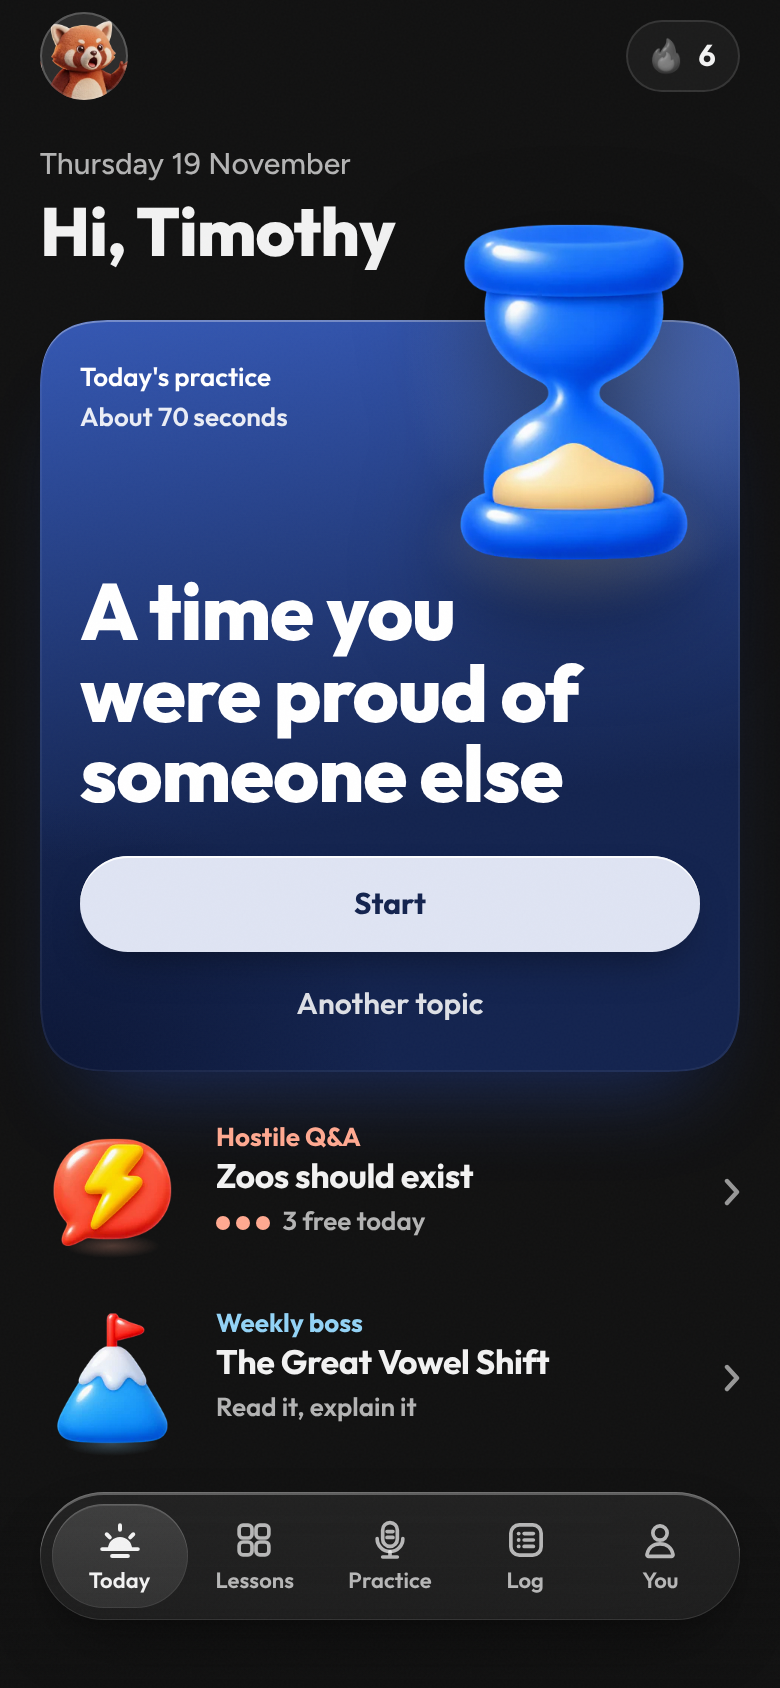 6
Thursday 19 November
Hi, Timothy
Today's practice
About 70 seconds
A time you
were proud of
someone else
Start
Another topic
Hostile Q&A
Zoos should exist
3 free today
Weekly boss
The Great Vowel Shift
Read it, explain it
Today
Lessons
Practice
Log
You